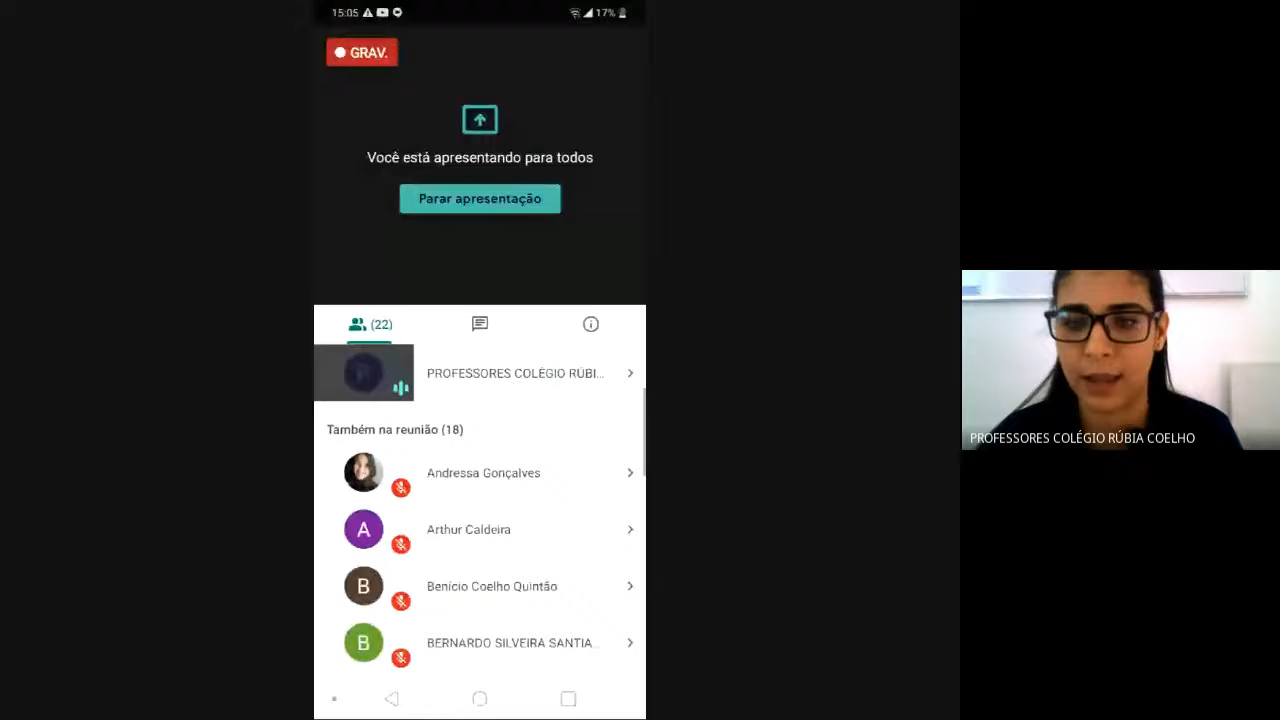 15:05
17%
GRAV.
Você está apresentando para todos
Parar apresentação
(22)
PROFESSORES COLÉGIO RÚBI...
Também na reunião (18)
Andressa Gonçalves
A
Arthur Caldeira
B
Benício Coelho Quintão
B
BERNARDO SILVEIRA SANTIA...
PROFESSORES COLÉGIO RÚBIA COELHO